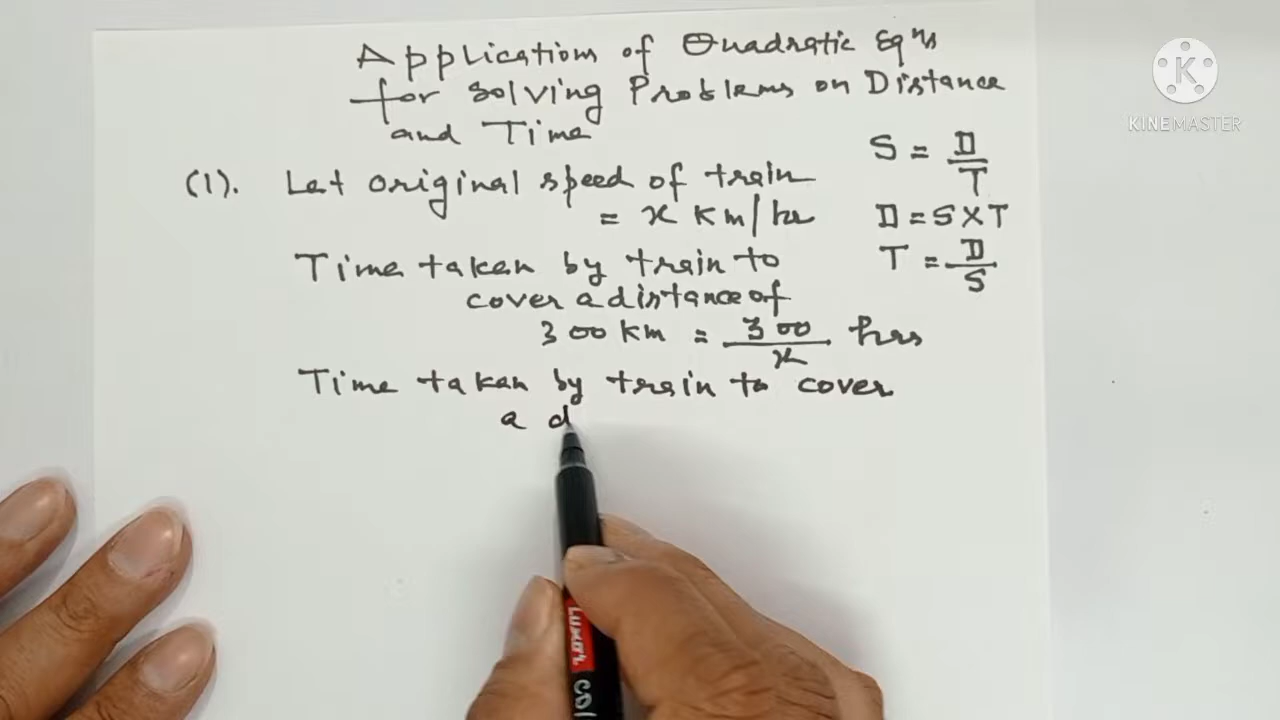 Application of Quadratic Eqns
for solving Problems on Distance
and Time
(1). Let original speed of train
= x km/hr
Time taken by train to
cover a distance of
300 km = 300/x hrs
Time taken by train to cover
a d
S = D/T
D = S X T
T = D/S
K
KINEMASTER
Luxor
CO